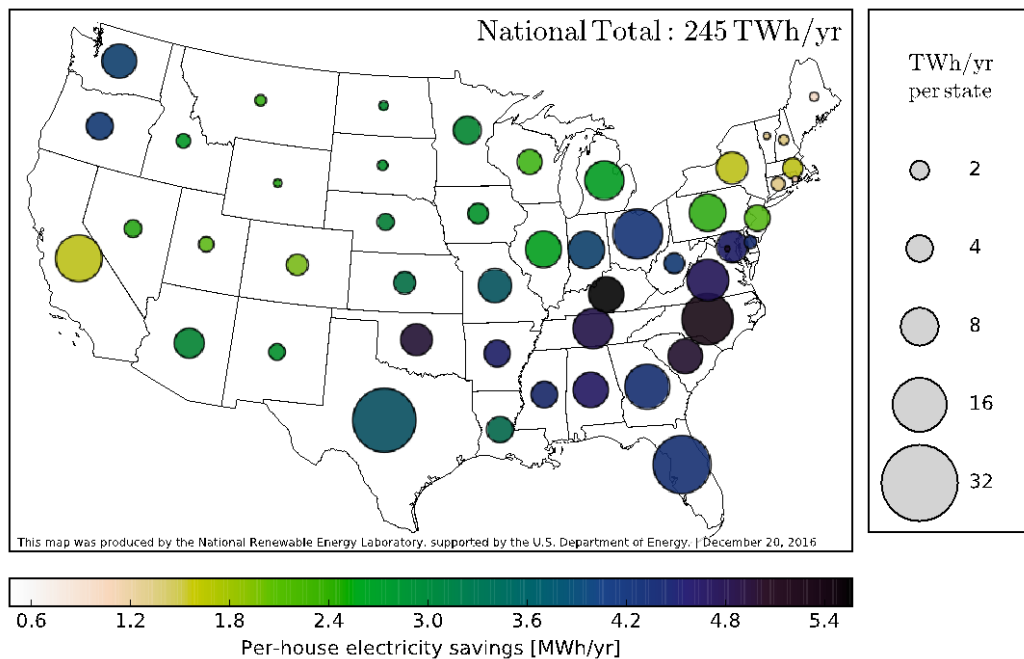 National Total: 245 TWh/yr
TWh/yr
per state
2
4
8
16
32
This map was produced by the National Renewable Energy Laboratory. supported by the U.S. Department of Energy. | December 20, 2016
0.6 1.2 1.8 2.4 3.0 3.6 4.2 4.8 5.4
Per-house electricity savings [MWh/yr]